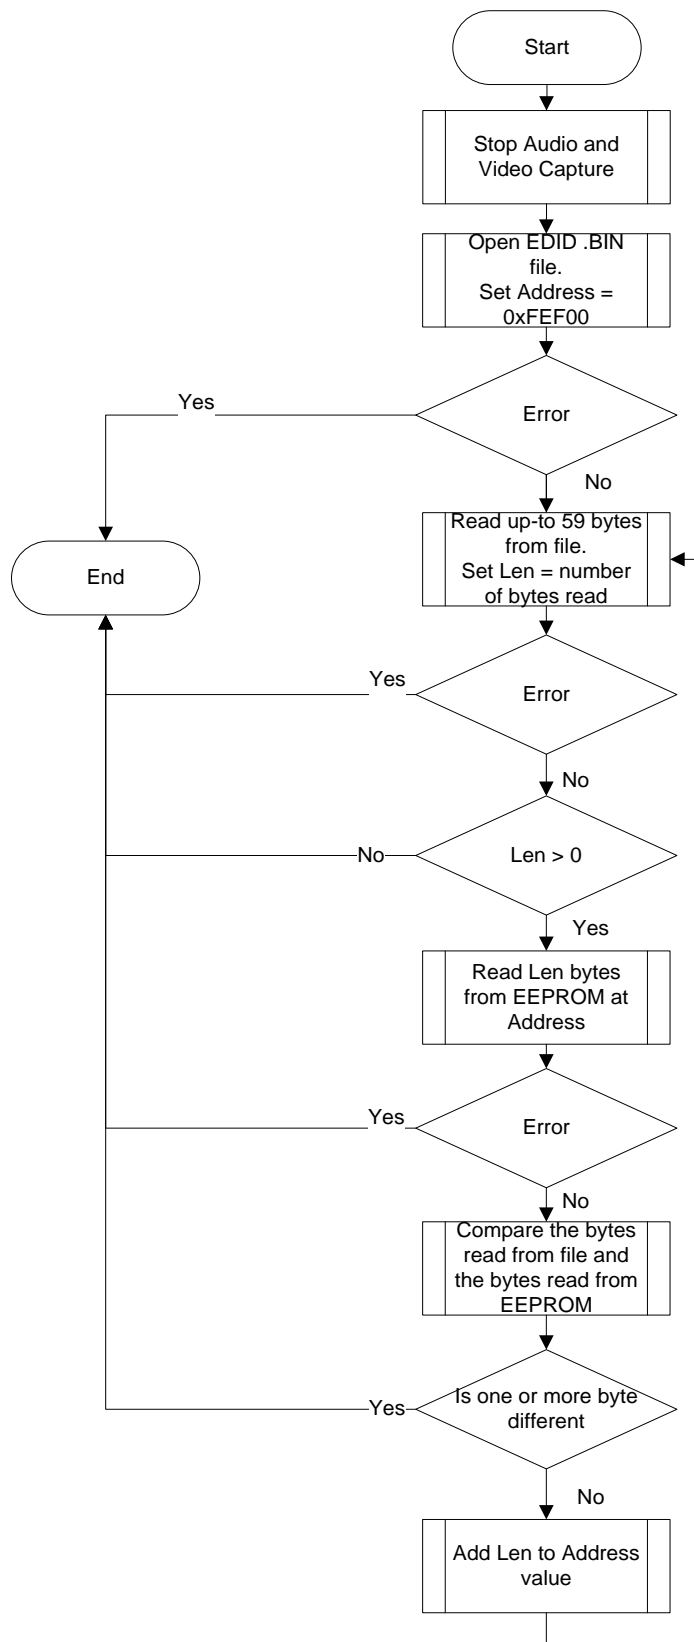 Start
Stop Audio and
Video Capture
Open EDID .BIN
file.
Set Address =
0xFEF00
Error
Yes
No
Read up-to 59 bytes
from file.
Set Len = number
of bytes read
End
Error
Yes
No
Len > 0
No
Yes
Read Len bytes
from EEPROM at
Address
Error
Yes
No
Compare the bytes
read from file and
the bytes read from
EEPROM
Is one or more byte
different
Yes
No
Add Len to Address
value